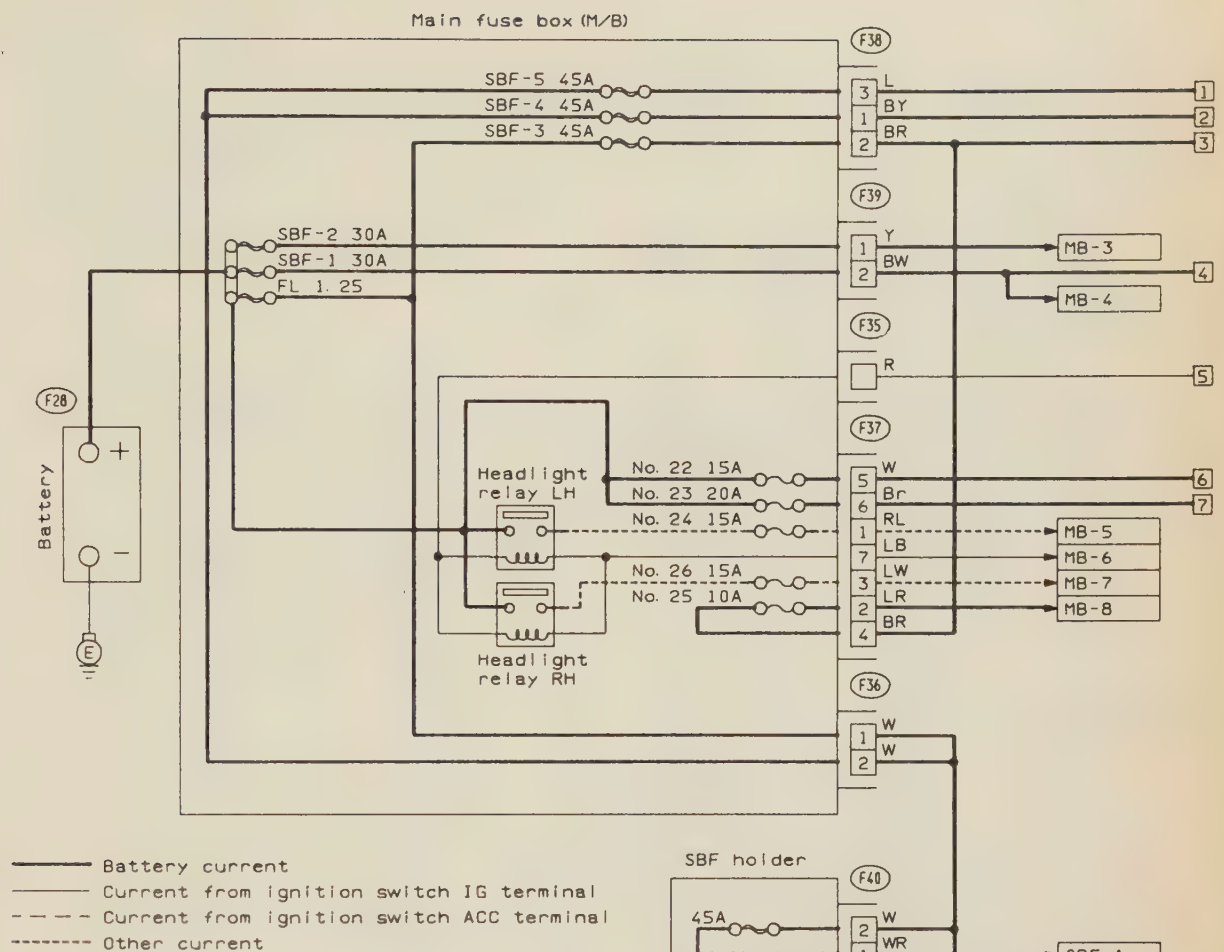 Main fuse box (M/B)
F38
SBF-5 45A
3
L
1
SBF-4 45A
1
BY
2
SBF-3 45A
2
BR
3
F39
SBF-2 30A
1
Y
MB-3
SBF-1 30A
2
BW
4
FL 1.25
MB-4
F35
R
5
F28
F37
+
Battery
−
E
Headlight
relay LH
No. 22 15A
5
W
6
No. 23 20A
6
Br
7
No. 24 15A
1
RL
MB-5
7
LB
MB-6
No. 26 15A
3
LW
MB-7
No. 25 10A
2
LR
MB-8
4
BR
Headlight
relay RH
F36
1
W
2
W
Battery current
Current from ignition switch IG terminal
Current from ignition switch ACC terminal
Other current
SBF holder
F40
45A
2
W
WR